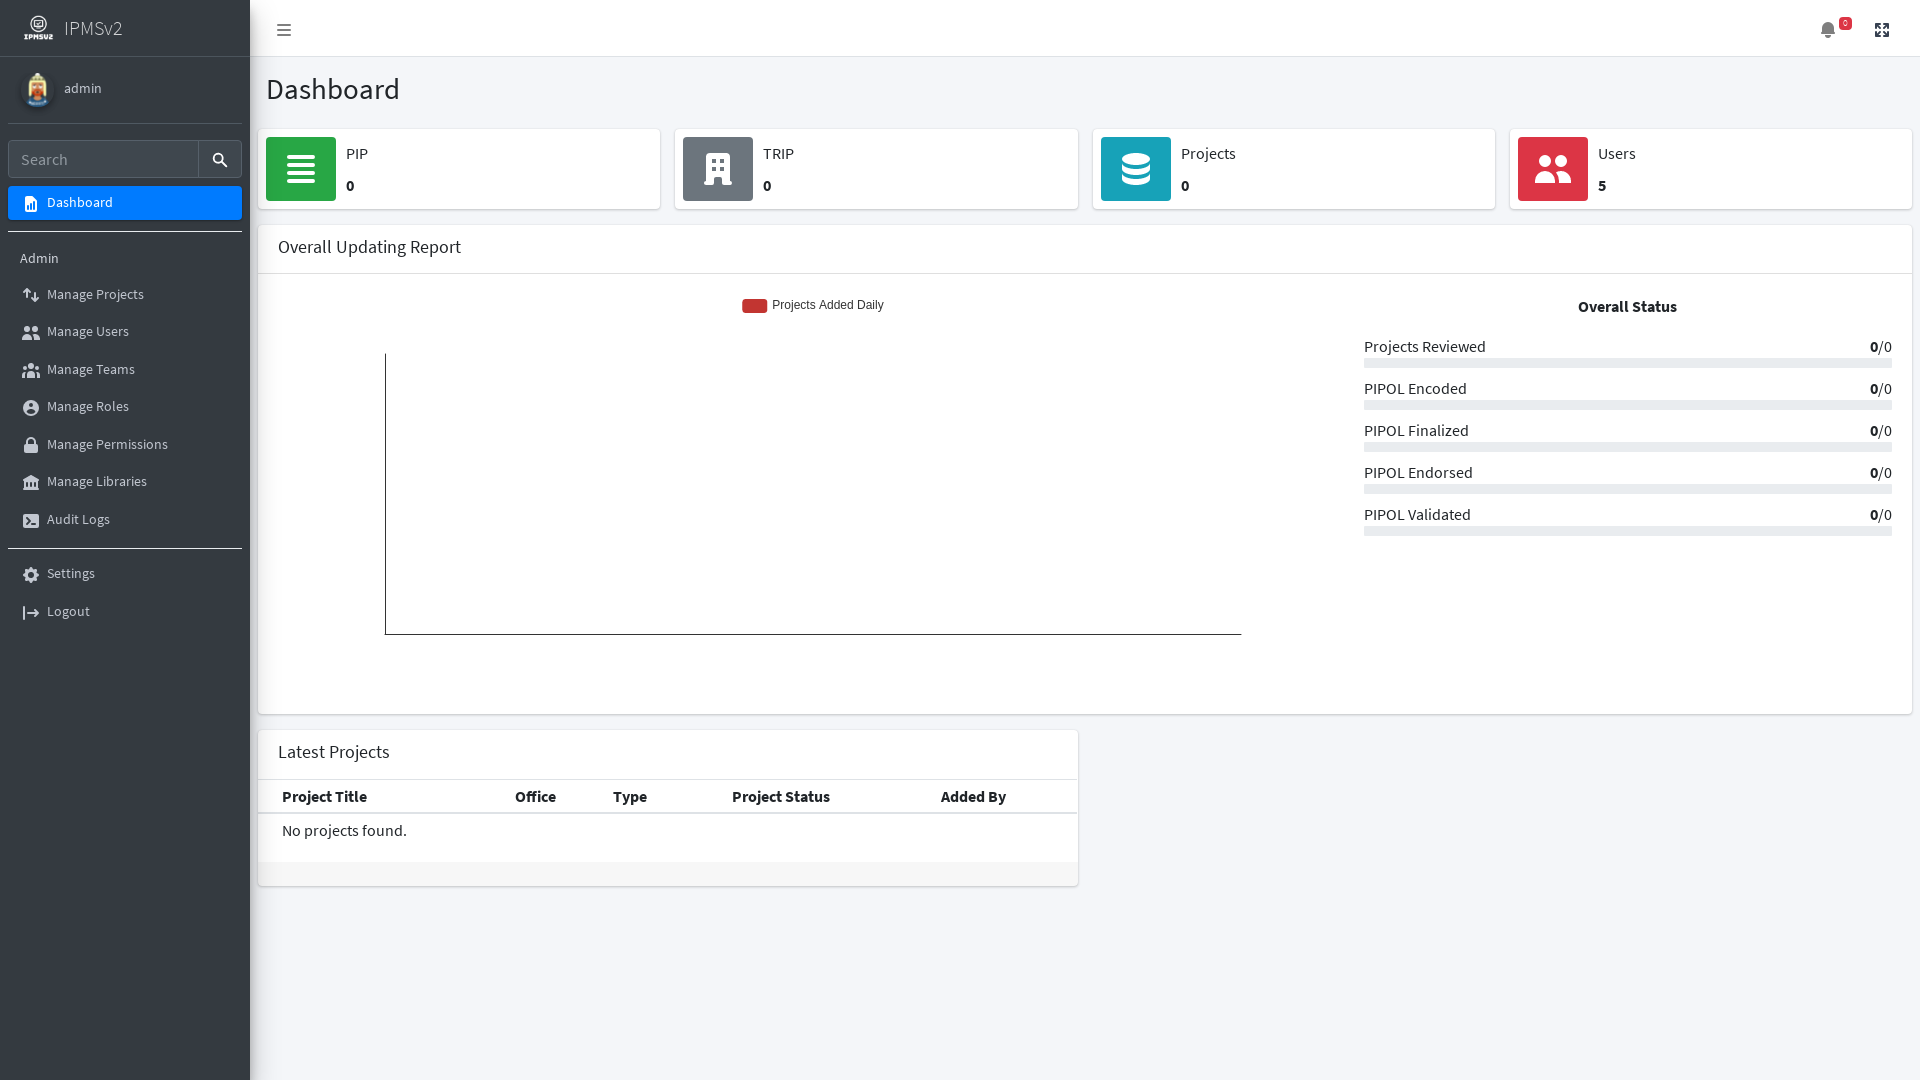 IPMSV2 IPMSv2
0
admin
Search
Dashboard
Admin
Manage Projects
Manage Users
Manage Teams
Manage Roles
Manage Permissions
Manage Libraries
Audit Logs
Settings
Logout
Dashboard
PIP
0
TRIP
0
Projects
0
Users
5
Overall Updating Report
Projects Added Daily
Overall Status
Projects Reviewed 0/0
PIPOL Encoded 0/0
PIPOL Finalized 0/0
PIPOL Endorsed 0/0
PIPOL Validated 0/0
Latest Projects
Project Title Office Type Project Status Added By
No projects found.